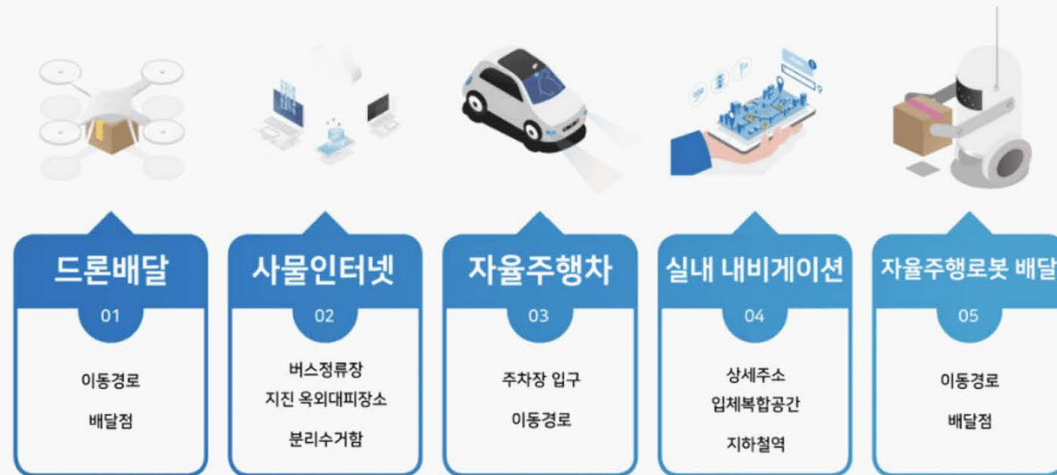 드론배달
01
이동경로
배달점
사물인터넷
02
버스정류장
지진 옥외대피장소
분리수거함
자율주행차
03
주차장 입구
이동경로
실내 내비게이션
04
상세주소
입체복합공간
지하철역
자율주행로봇 배달
05
이동경로
배달점